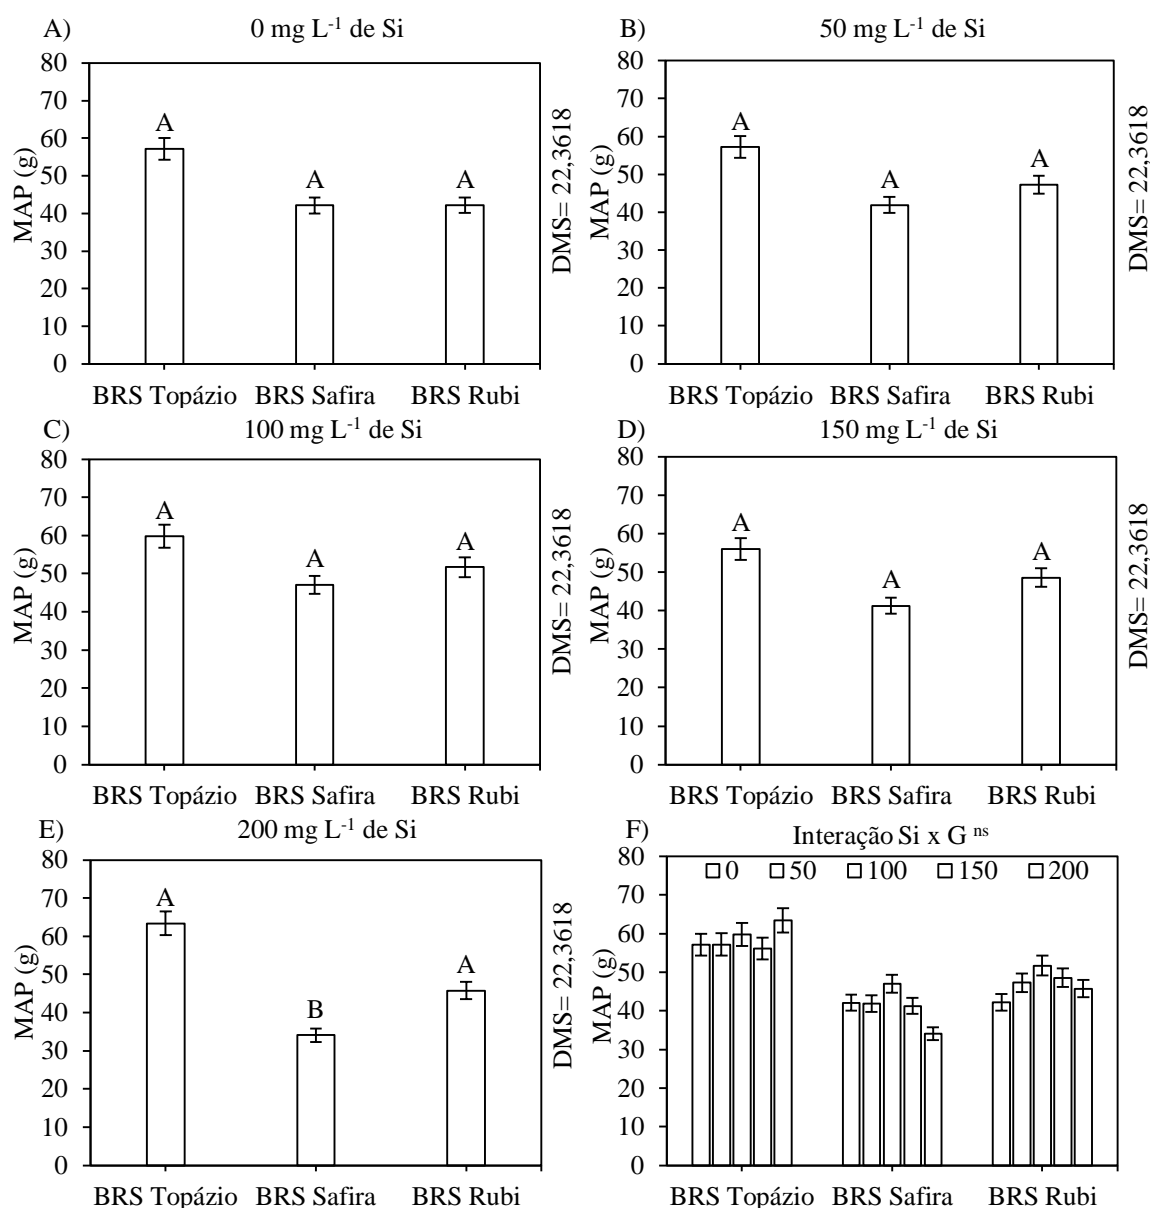 A)
0 mg L⁻¹ de Si
80
70
60
50
40
30
20
10
0
MAP (g)
A
A
A
DMS= 22,3618
BRS Topázio BRS Safira BRS Rubi
B)
50 mg L⁻¹ de Si
80
70
60
50
40
30
20
10
0
MAP (g)
A
A
A
DMS= 22,3618
BRS Topázio BRS Safira BRS Rubi
C)
100 mg L⁻¹ de Si
80
70
60
50
40
30
20
10
0
MAP (g)
A
A
A
DMS= 22,3618
BRS Topázio BRS Safira BRS Rubi
D)
150 mg L⁻¹ de Si
80
70
60
50
40
30
20
10
0
MAP (g)
A
A
A
DMS= 22,3618
BRS Topázio BRS Safira BRS Rubi
E)
200 mg L⁻¹ de Si
80
70
60
50
40
30
20
10
0
MAP (g)
A
B
A
DMS= 22,3618
BRS Topázio BRS Safira BRS Rubi
F)
Interação Si x G ⁿˢ
0 50 100 150 200
80
70
60
50
40
30
20
10
0
MAP (g)
BRS Topázio BRS Safira BRS Rubi